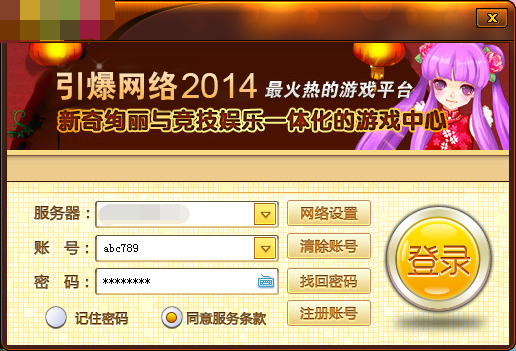 引爆网络2014 最火热的游戏平台
新奇绚丽与竞技娱乐一体化的游戏中心
服务器： 网络设置
账 号： abc789 清除账号
密 码： ******** 找回密码
登录
记住密码 同意服务条款 注册账号